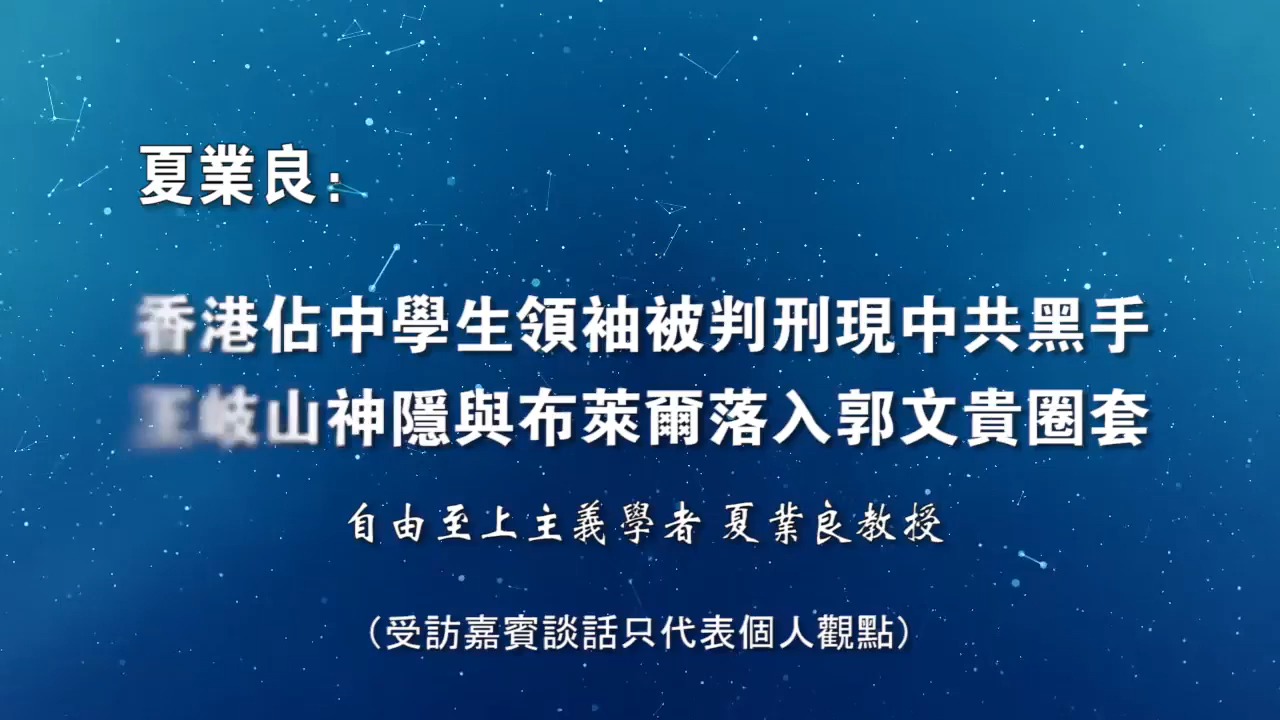 夏業良：
香港佔中學生領袖被判刑現中共黑手
王岐山神隱與布萊爾落入郭文貴圈套
自由至上主義學者 夏業良教授
（受訪嘉賓談話只代表個人觀點）